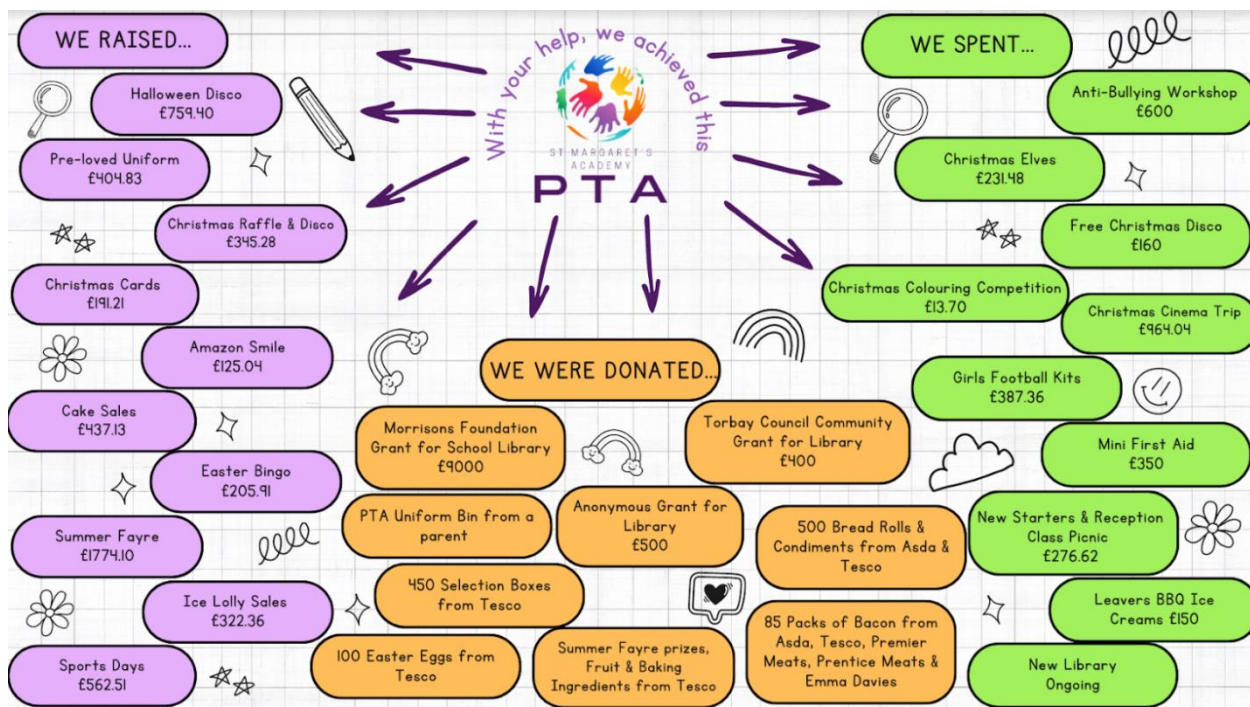 WE RAISED...
Halloween Disco
£759.40
Pre-loved Uniform
£404.83
Christmas Raffle & Disco
£345.28
Christmas Cards
£191.21
Amazon Smile
£125.04
Cake Sales
£437.13
Easter Bingo
£205.91
Summer Fayre
£1774.10
Ice Lolly Sales
£322.36
Sports Days
£562.51
With your help, we achieved this
ST MARGARET'S
ACADEMY
PTA
WE WERE DONATED...
Morrisons Foundation
Grant for School Library
£9000
Torbay Council Community
Grant for Library
£400
PTA Uniform Bin from a
parent
Anonymous Grant for
Library
£500
500 Bread Rolls &
Condiments from Asda &
Tesco
450 Selection Boxes
from Tesco
100 Easter Eggs from
Tesco
Summer Fayre prizes,
Fruit & Baking
Ingredients from Tesco
85 Packs of Bacon from
Asda, Tesco, Premier
Meats, Prentice Meats &
Emma Davies
WE SPENT...
Anti-Bullying Workshop
£600
Christmas Elves
£231.48
Free Christmas Disco
£160
Christmas Colouring Competition
£13.70
Christmas Cinema Trip
£964.04
Girls Football Kits
£387.36
Mini First Aid
£350
New Starters & Reception
Class Picnic
£276.62
Leavers BBQ Ice
Creams £150
New Library
Ongoing